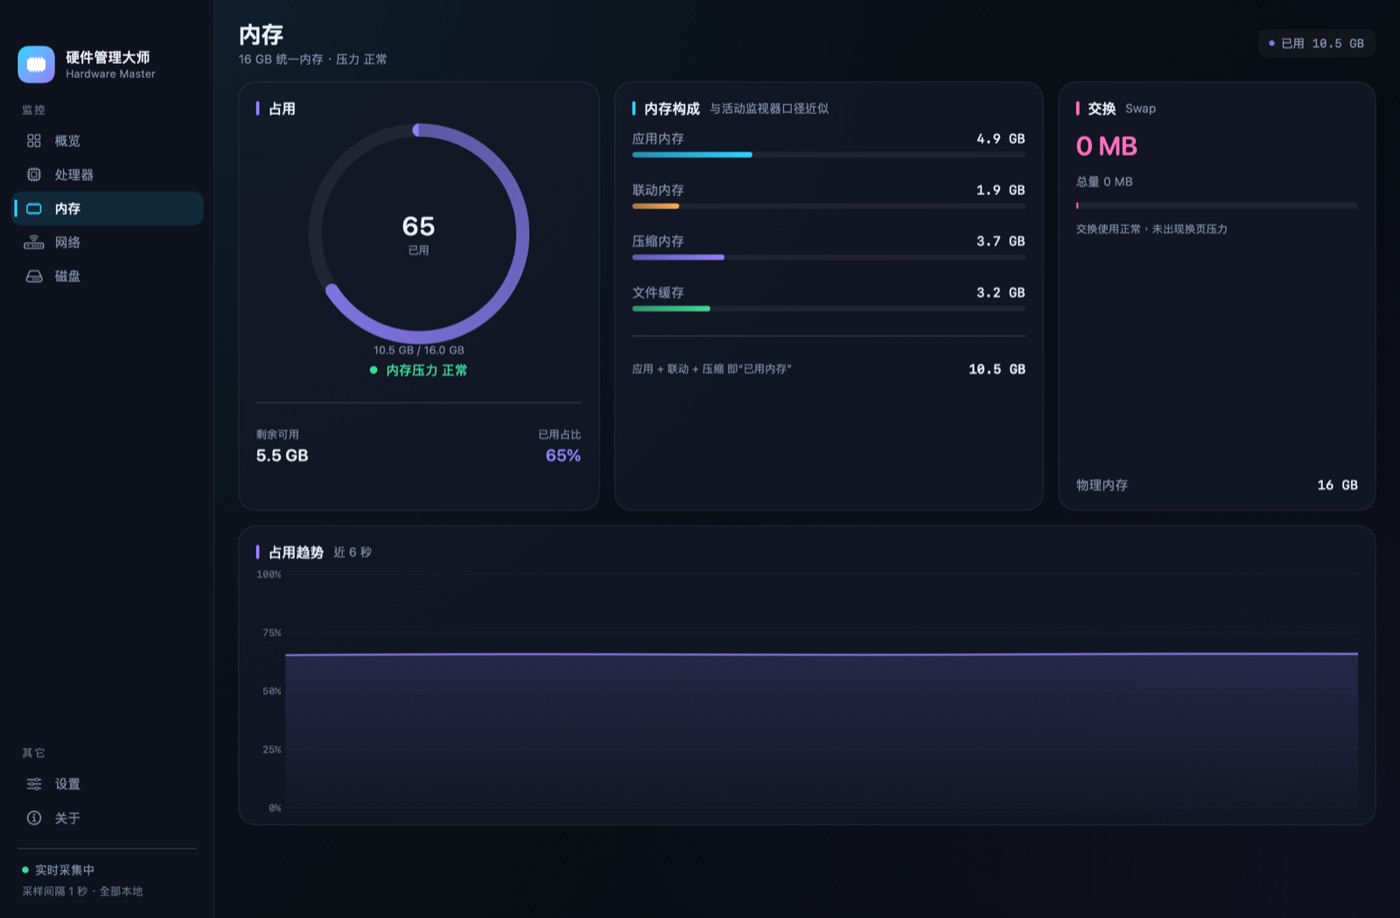 硬件管理大师
Hardware Master
监控
概览
处理器
内存
网络
磁盘
其它
设置
关于
实时采集中
采样间隔 1 秒 · 全部本地
内存
16 GB 统一内存 · 压力 正常
已用 10.5 GB
占用
65
已用
10.5 GB / 16.0 GB
内存压力 正常
剩余可用
5.5 GB
已用占比
65%
内存构成 与活动监视器口径近似
应用内存 4.9 GB
联动内存 1.9 GB
压缩内存 3.7 GB
文件缓存 3.2 GB
应用 + 联动 + 压缩 即“已用内存” 10.5 GB
交换 Swap
0 MB
总量 0 MB
交换使用正常，未出现换页压力
物理内存 16 GB
占用趋势 近 6 秒
100%
75%
50%
25%
0%